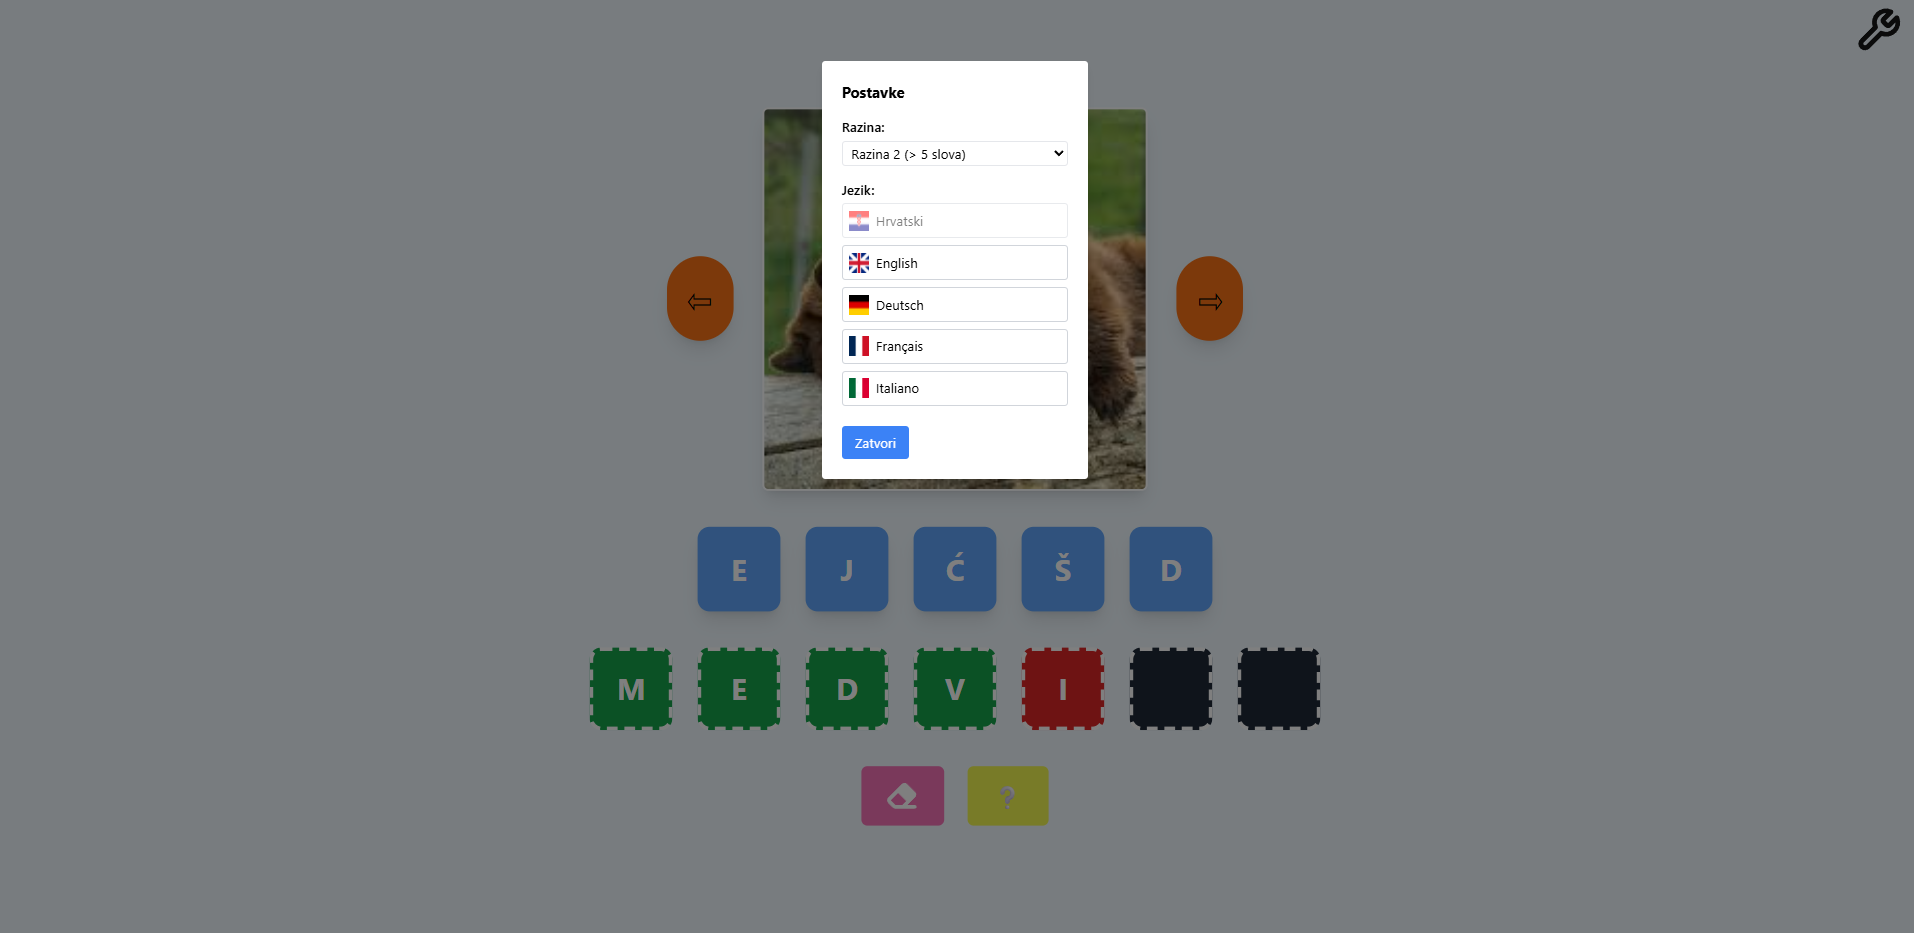 Postavke
Razina:
Razina 2 (> 5 slova)
Jezik:
Hrvatski
English
Deutsch
Français
Italiano
Zatvori
⇦ ⇨
E J Ć Š D
M E D V I
?